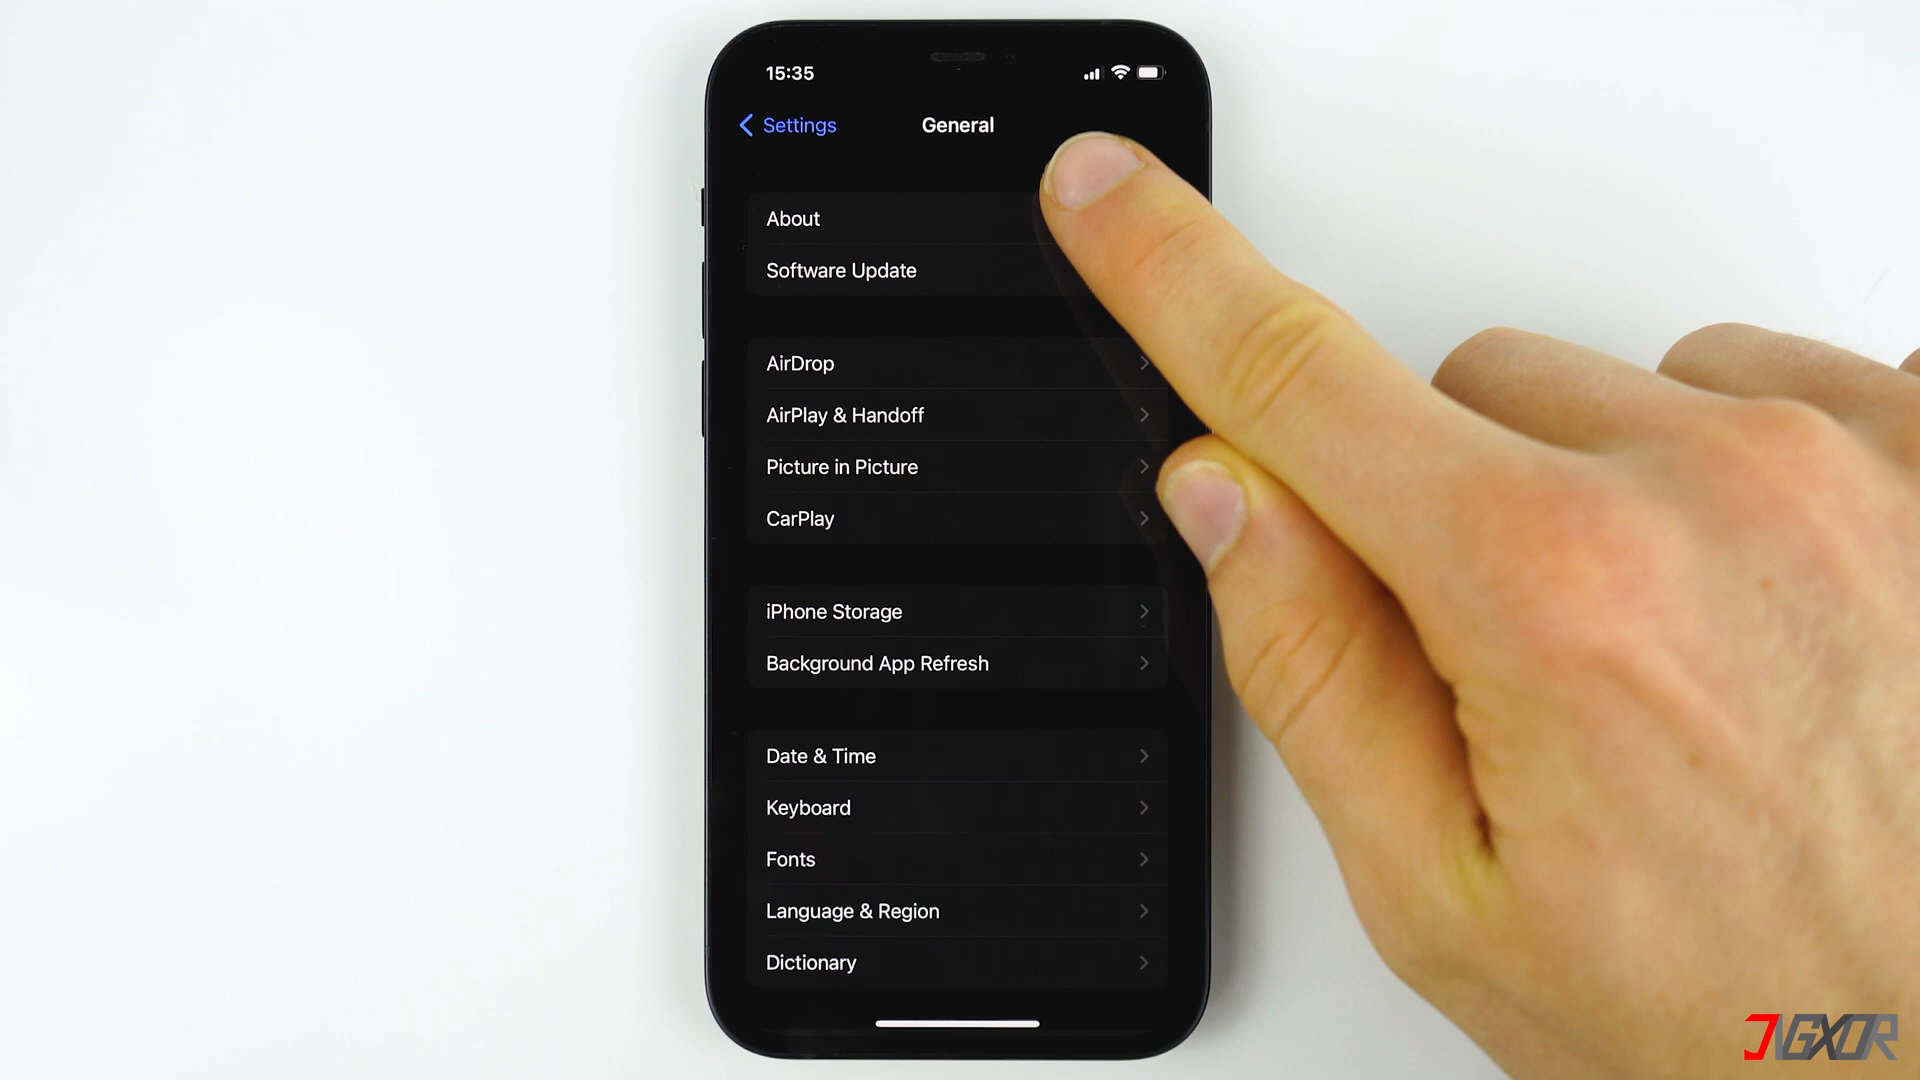 15:35
Settings
General
About
Software Update
AirDrop
AirPlay & Handoff
Picture in Picture
CarPlay
iPhone Storage
Background App Refresh
Date & Time
Keyboard
Fonts
Language & Region
Dictionary
JIGXOR